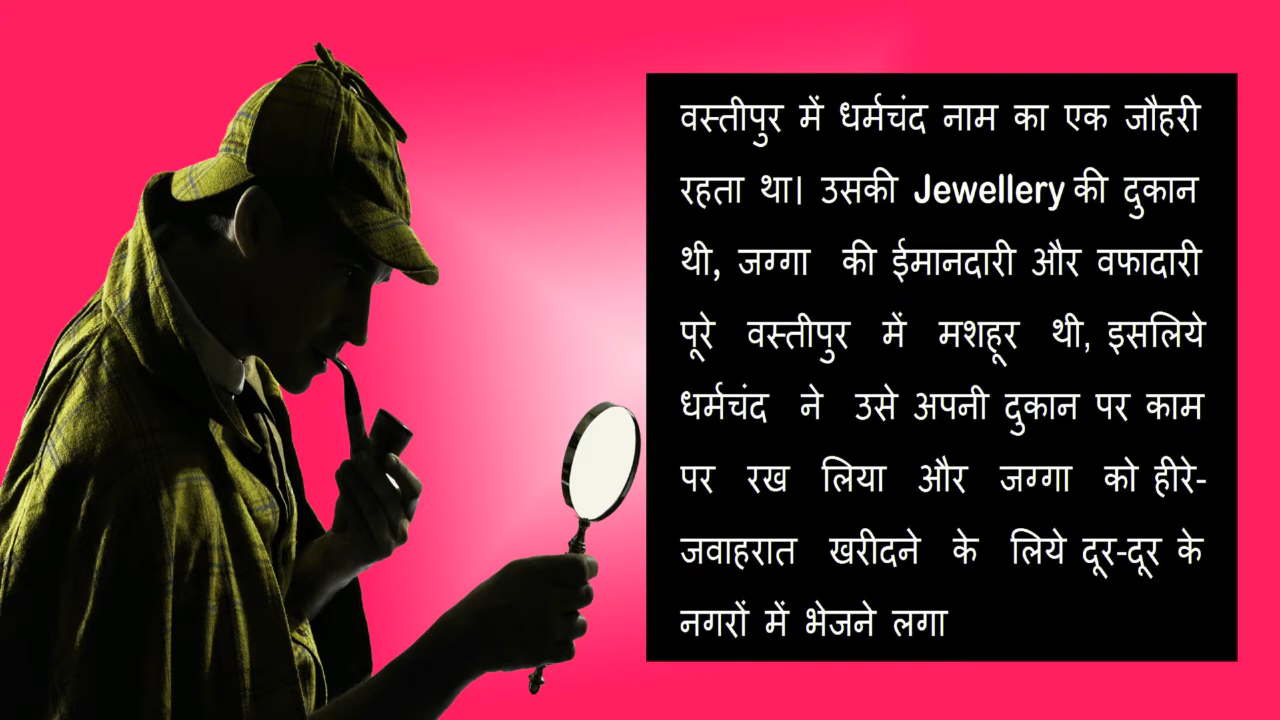 वस्तीपुर में धर्मचंद नाम का एक जौहरी
रहता था। उसकी Jewellery की दुकान
थी, जग्गा की ईमानदारी और वफादारी
पूरे वस्तीपुर में मशहूर थी, इसलिये
धर्मचंद ने उसे अपनी दुकान पर काम
पर रख लिया और जग्गा को हीरे-
जवाहरात खरीदने के लिये दूर-दूर के
नगरों में भेजने लगा